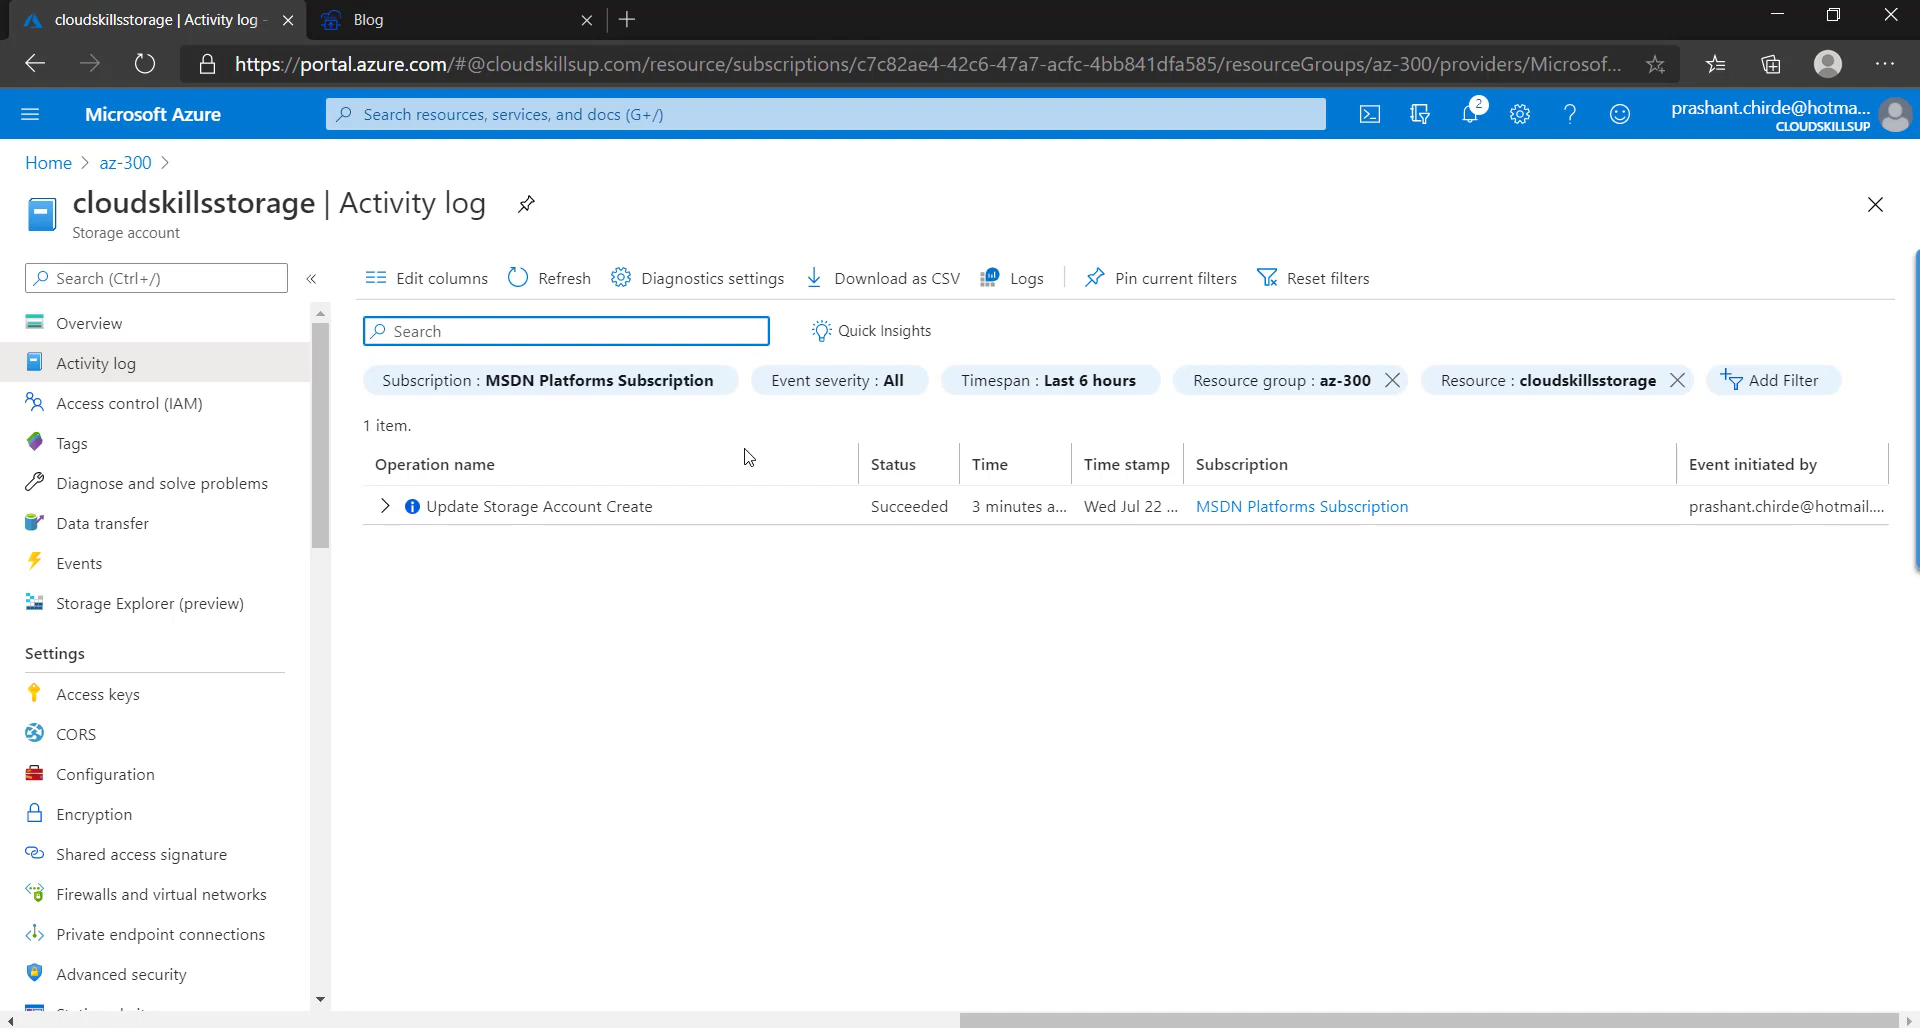 cloudskillsstorage | Activity log -
Blog
https://portal.azure.com/#@cloudskillsup.com/resource/subscriptions/c7c82ae4-42c6-47a7-acfc-4bb841dfa585/resourceGroups/az-300/providers/Microsof...
Microsoft Azure
Search resources, services, and docs (G+/)
2
prashant.chirde@hotma...
CLOUDSKILLSUP
Home > az-300 >
cloudskillsstorage | Activity log
Storage account
Search (Ctrl+/)
«
Edit columns
Refresh
Diagnostics settings
Download as CSV
Logs
Pin current filters
Reset filters
Overview
Activity log
Access control (IAM)
Tags
Diagnose and solve problems
Data transfer
Events
Storage Explorer (preview)
Settings
Access keys
CORS
Configuration
Encryption
Shared access signature
Firewalls and virtual networks
Private endpoint connections
Advanced security
Search
Quick Insights
Subscription : MSDN Platforms Subscription
Event severity : All
Timespan : Last 6 hours
Resource group : az-300
Resource : cloudskillsstorage
Add Filter
1 item.
Operation name Status Time Time stamp Subscription Event initiated by
Update Storage Account Create Succeeded 3 minutes a... Wed Jul 22 ... MSDN Platforms Subscription prashant.chirde@hotmail....